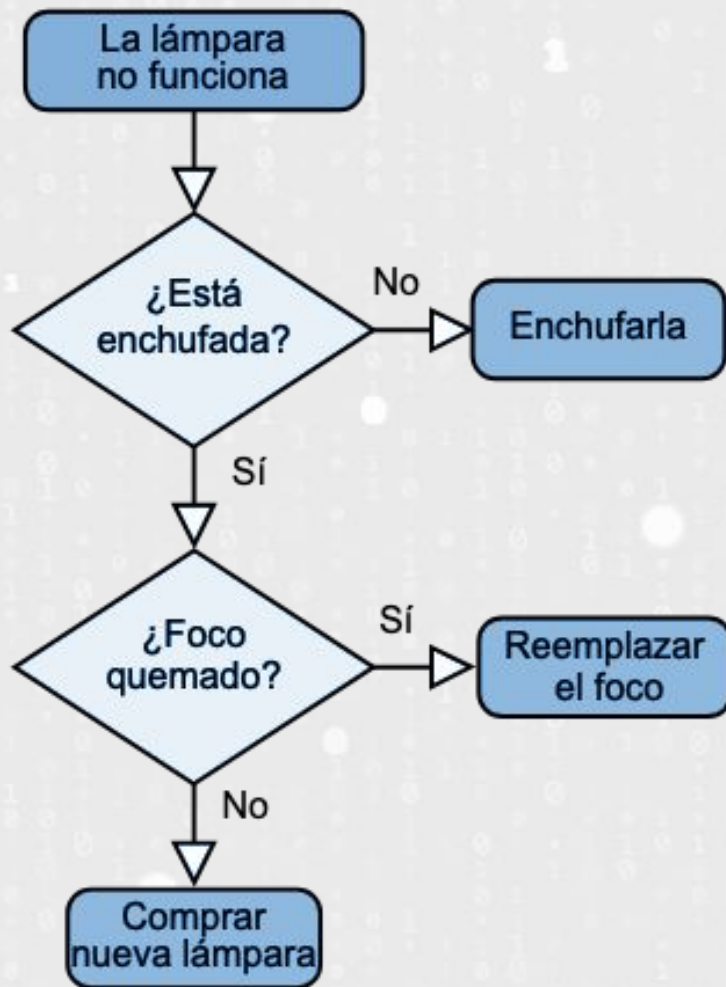 La lámpara
no funciona
¿Está
enchufada?
No
Enchufarla
Sí
¿Foco
quemado?
Sí
Reemplazar
el foco
No
Comprar
nueva lámpara